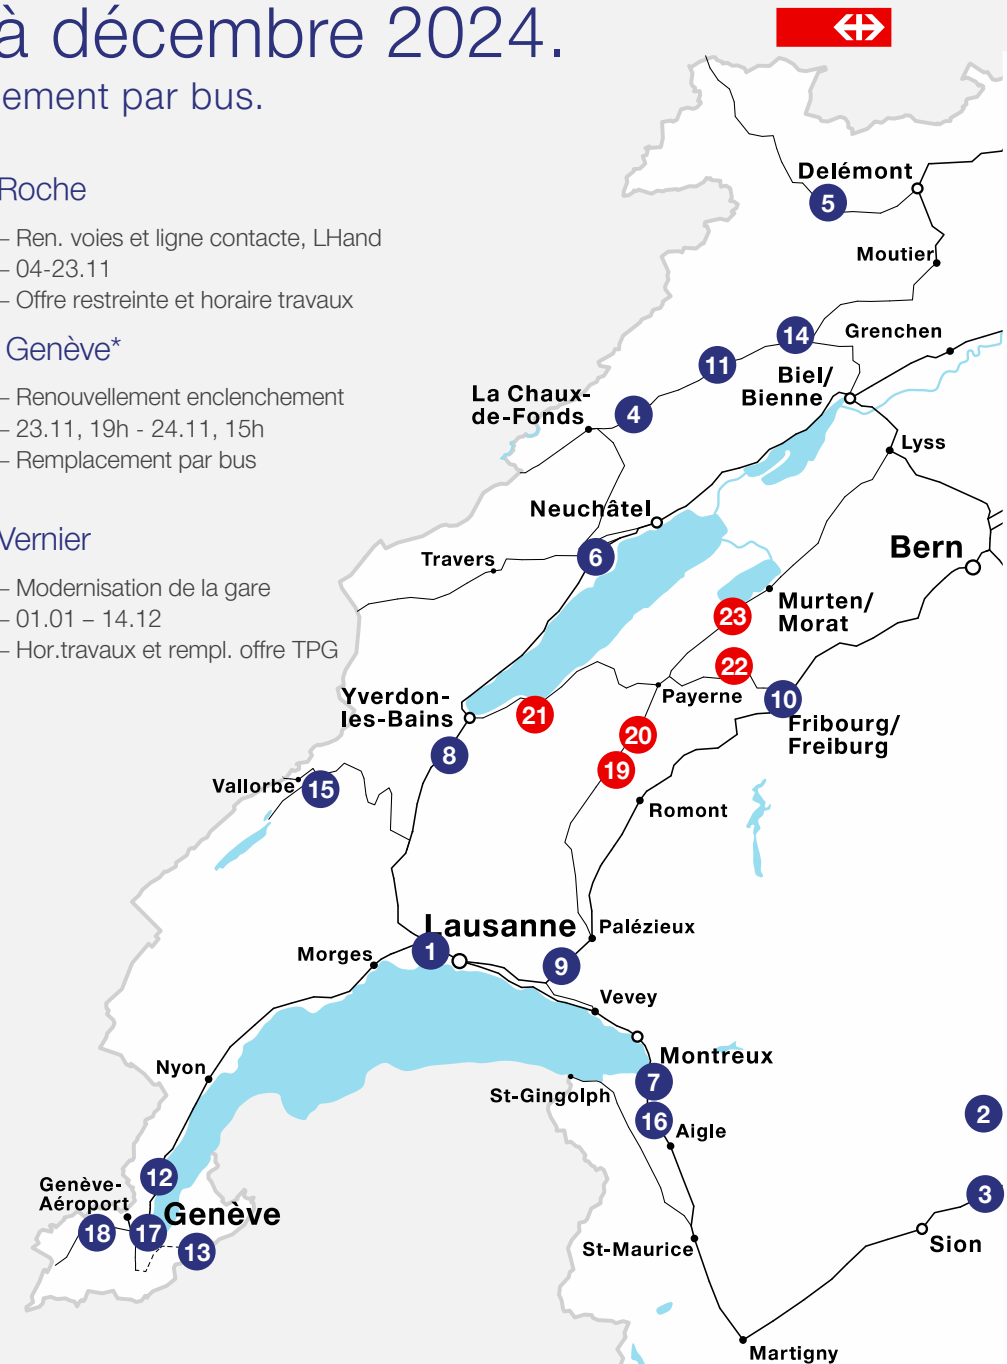 à décembre 2024.
ement par bus.
Roche
– Ren. voies et ligne contacte, LHand
– 04-23.11
– Offre restreinte et horaire travaux
Genève*
– Renouvellement enclenchement
– 23.11, 19h - 24.11, 15h
– Remplacement par bus
Vernier
– Modernisation de la gare
– 01.01 – 14.12
– Hor.travaux et rempl. offre TPG
Delémont
5
Moutier
14
Grenchen
11
Biel/
Bienne
La Chaux-
de-Fonds
4
Lyss
Neuchâtel
Bern
Travers
6
Murten/
Morat
23
22
Payerne
10
Yverdon-
les-Bains
21
Fribourg/
Freiburg
20
8
19
Vallorbe
15
Romont
Lausanne
Palézieux
1
Morges
9
Vevey
Montreux
Nyon
7
St-Gingolph
16
Aigle
2
12
Genève-
Aéroport
3
Genève
18
17
13
St-Maurice
Sion
Martigny